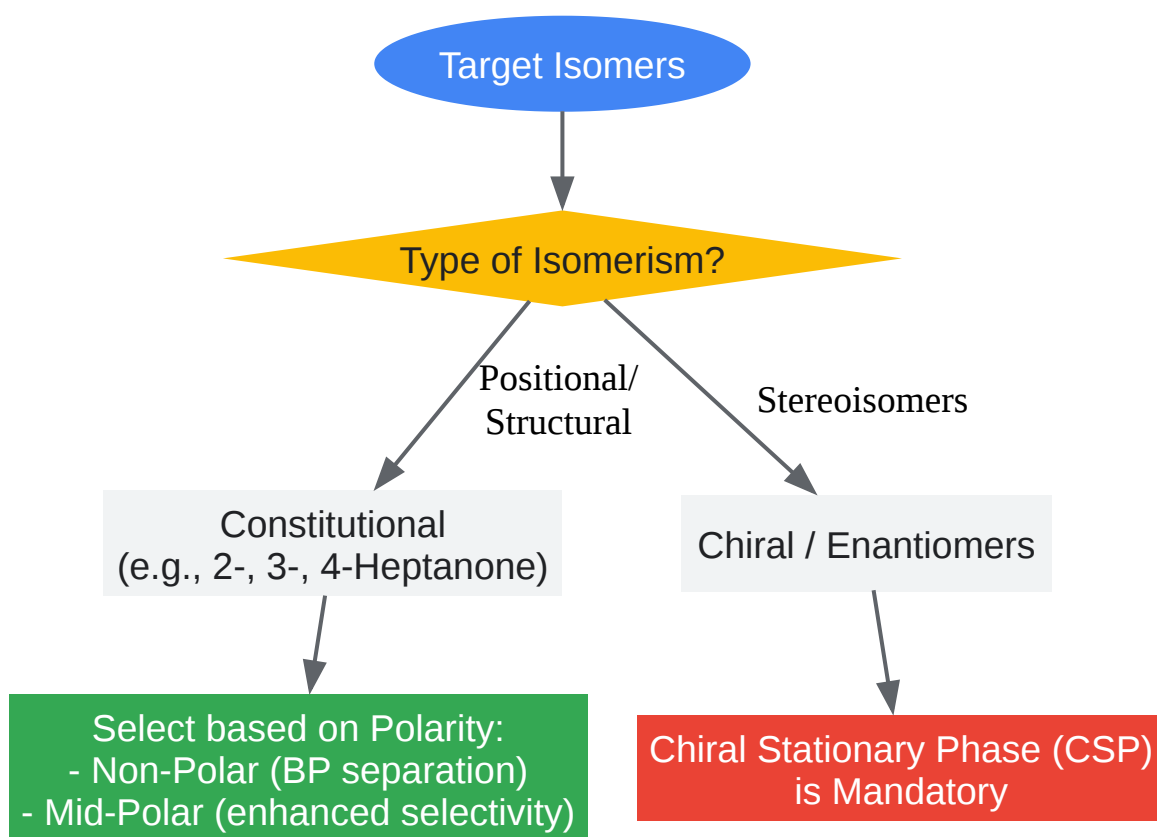 Target Isomers
Type of Isomerism?
Positional/
Structural
Stereoisomers
Constitutional
(e.g., 2-, 3-, 4-Heptanone)
Chiral / Enantiomers
Select based on Polarity:
- Non-Polar (BP separation)
- Mid-Polar (enhanced selectivity)
Chiral Stationary Phase (CSP)
is Mandatory